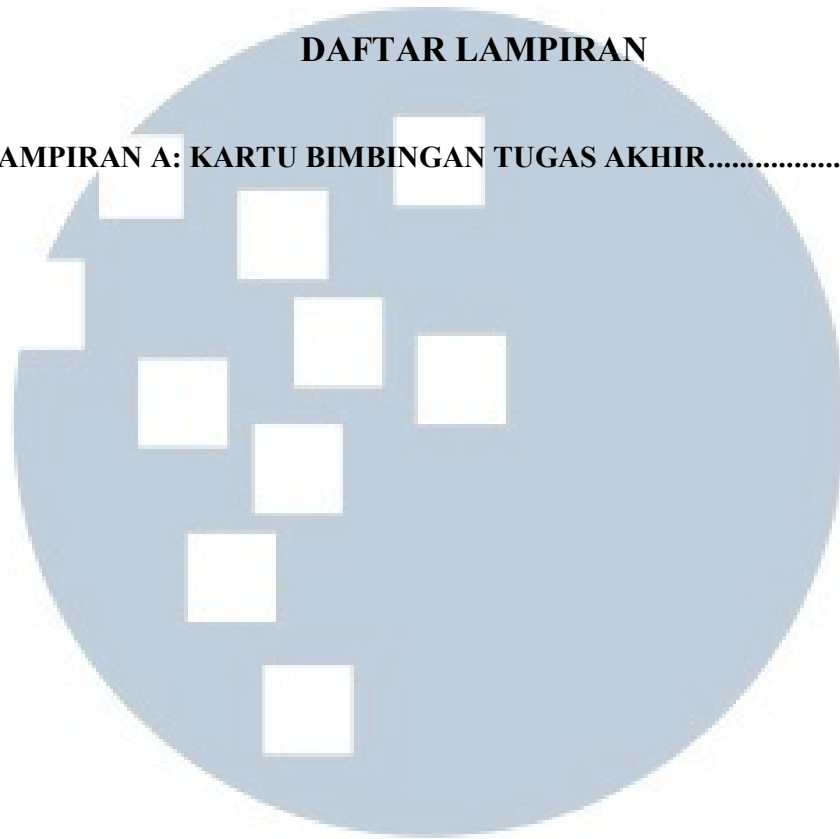 DAFTAR LAMPIRAN
AMPIRAN A: KARTU BIMBINGAN TUGAS AKHIR.................